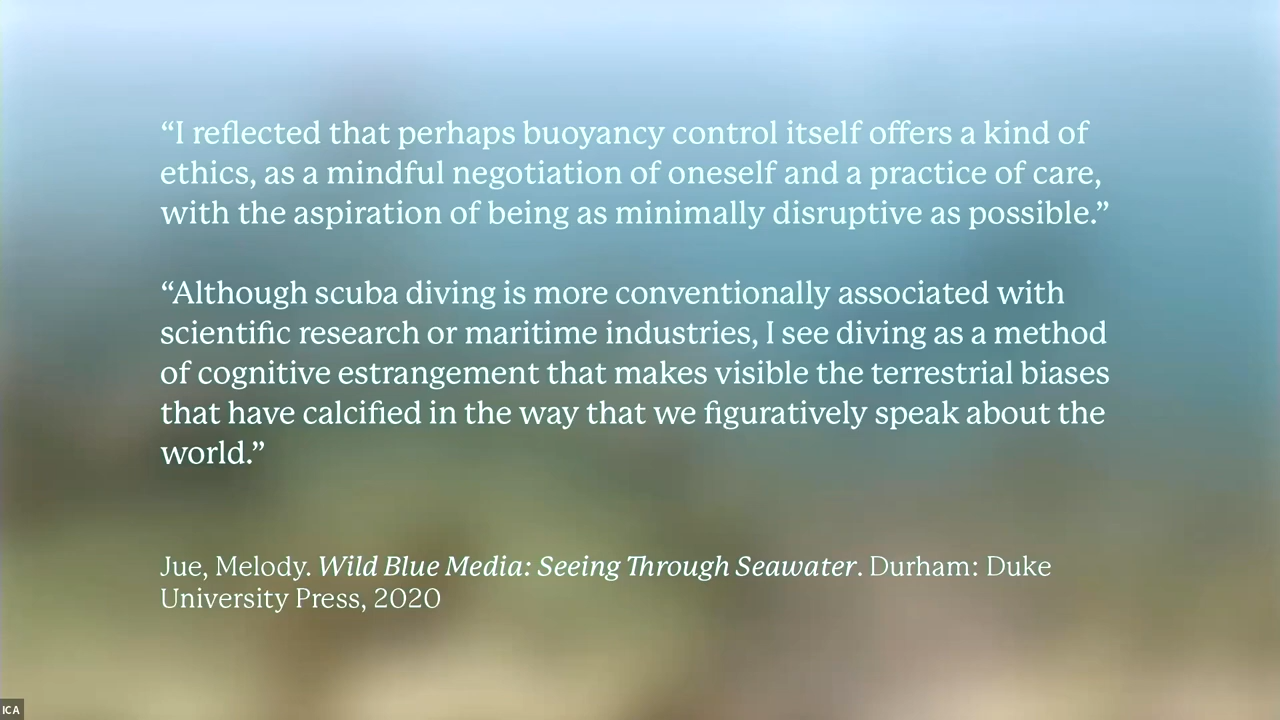 “I reflected that perhaps buoyancy control itself offers a kind of
ethics, as a mindful negotiation of oneself and a practice of care,
with the aspiration of being as minimally disruptive as possible.”
“Although scuba diving is more conventionally associated with
scientific research or maritime industries, I see diving as a method
of cognitive estrangement that makes visible the terrestrial biases
that have calcified in the way that we figuratively speak about the
world.”
Jue, Melody. Wild Blue Media: Seeing Through Seawater. Durham: Duke
University Press, 2020
ICA